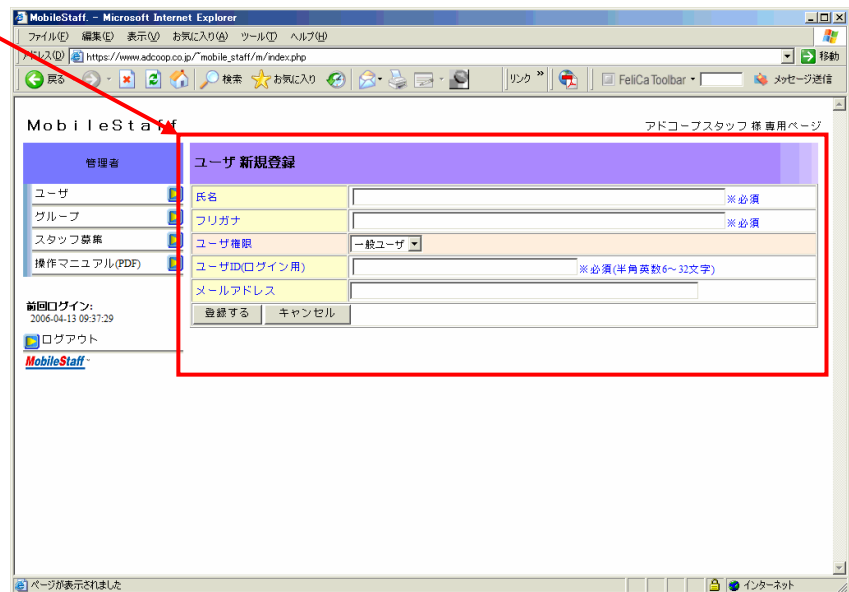 MobileStaff. - Microsoft Internet Explorer
ファイル(F) 編集(E) 表示(V) お気に入り(A) ツール(T) ヘルプ(H)
アドレス(D) https://www.adcoop.co.jp/~mobile_staff/m/index.php 移動
戻る 検索 お気に入り リンク » FeliCa Toolbar メッセージ送信
MobileStaff
アドコープスタッフ 様 専用ページ
管理者
ユーザ
グループ
スタッフ募集
操作マニュアル(PDF)
前回ログイン:
2006-04-13 09:37:29
ログアウト
MobileStaff
ユーザ 新規登録
氏名 ※必須
フリガナ ※必須
ユーザ権限 一般ユーザ
ユーザID(ログイン用) ※必須(半角英数6~32文字)
メールアドレス
登録する キャンセル
ページが表示されました インターネット